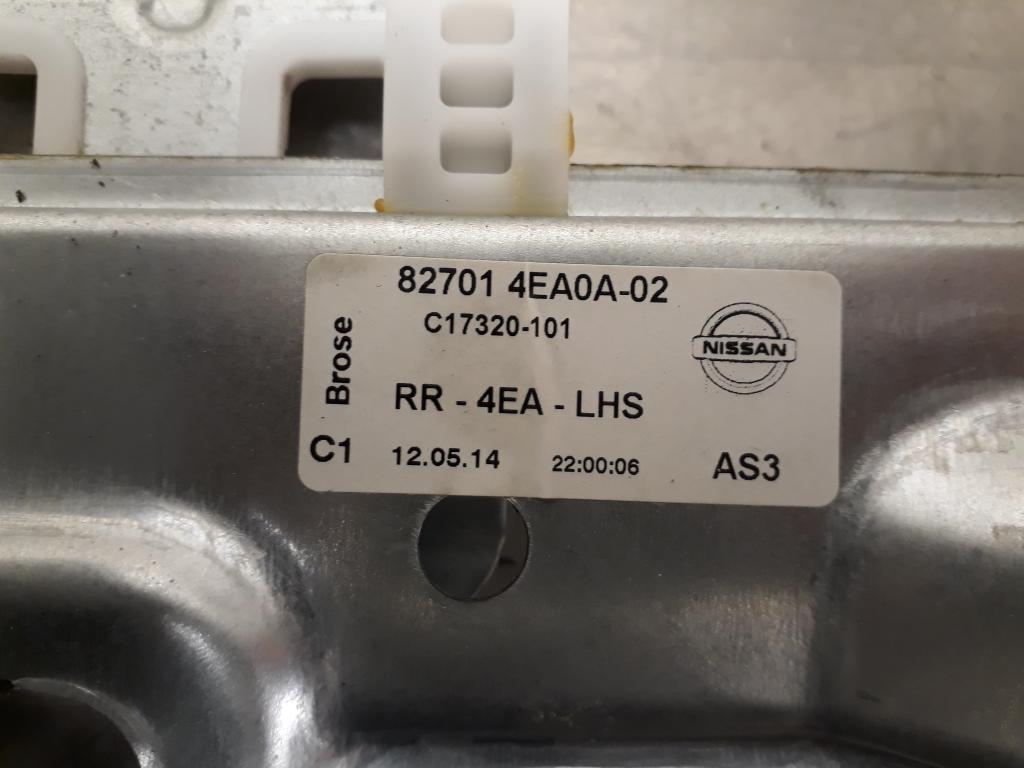 82701 4EA0A-02
C17320-101
NISSAN
Brose
RR - 4EA - LHS
C1
12.05.14
22:00:06
AS3